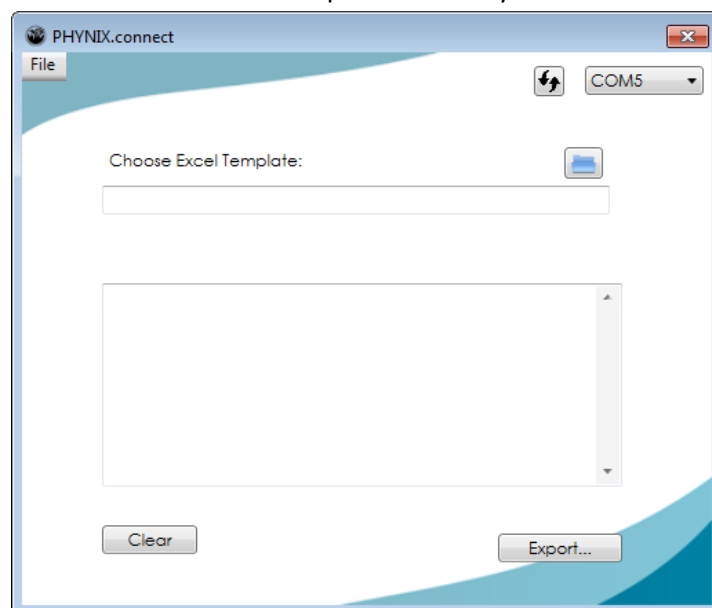 PHYNIX.connect
File
COM5
Choose Excel Template:
Clear
Export...